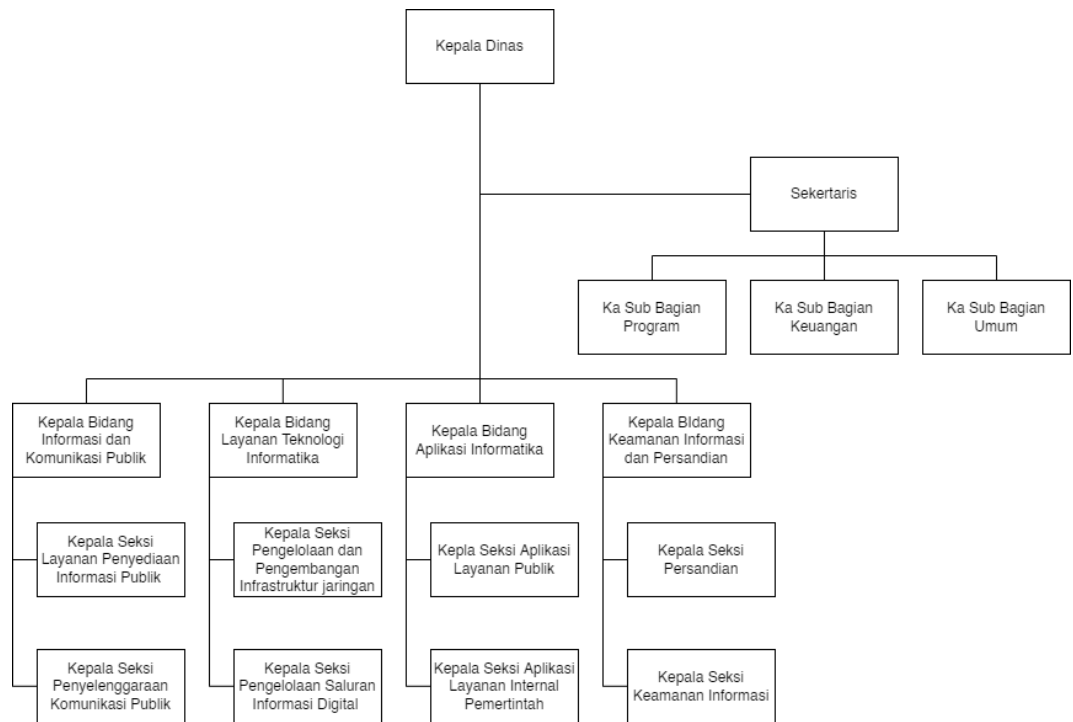 Kepala Dinas
Sekertaris
Ka Sub Bagian
Program
Ka Sub Bagian
Keuangan
Ka Sub Bagian
Umum
Kepala Bidang
Informasi dan
Komunikasi Publik
Kepala Bidang
Layanan Teknologi
Informatika
Kepala Bidang
Aplikasi Informatika
Kepala BIdang
Keamanan Informasi
dan Persandian
Kepala Seksi
Layanan Penyediaan
Informasi Publik
Kepala Seksi
Pengelolaan dan
Pengembangan
Infrastruktur jaringan
Kepla Seksi Aplikasi
Layanan Publik
Kepala Seksi
Persandian
Kepala Seksi
Penyelenggaraan
Komunikasi Publik
Kepala Seksi
Pengelolaan Saluran
Informasi Digital
Kepala Seksi Aplikasi
Layanan Internal
Pemertintah
Kepala Seksi
Keamanan Informasi